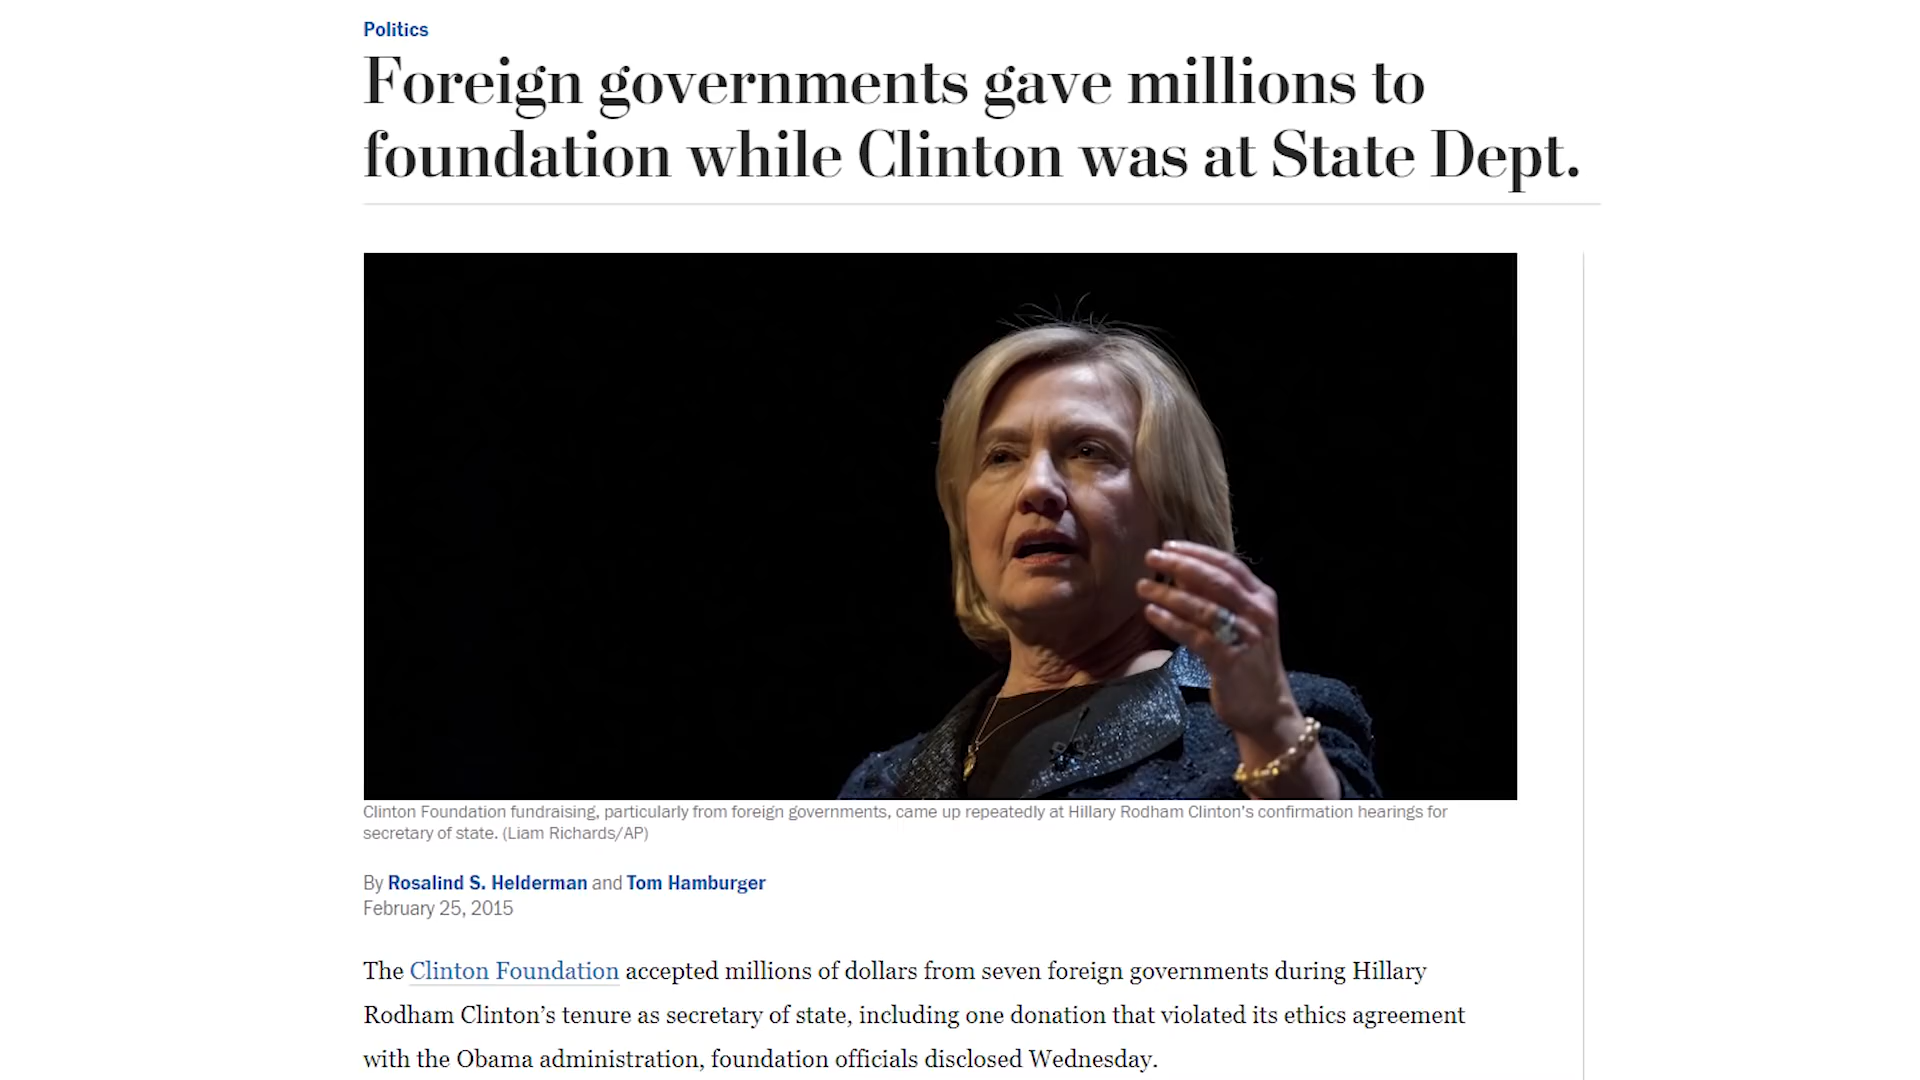 Politics
Foreign governments gave millions to
foundation while Clinton was at State Dept.
Clinton Foundation fundraising, particularly from foreign governments, came up repeatedly at Hillary Rodham Clinton's confirmation hearings for
secretary of state. (Liam Richards/AP)
By Rosalind S. Helderman and Tom Hamburger
February 25, 2015
The Clinton Foundation accepted millions of dollars from seven foreign governments during Hillary
Rodham Clinton’s tenure as secretary of state, including one donation that violated its ethics agreement
with the Obama administration, foundation officials disclosed Wednesday.